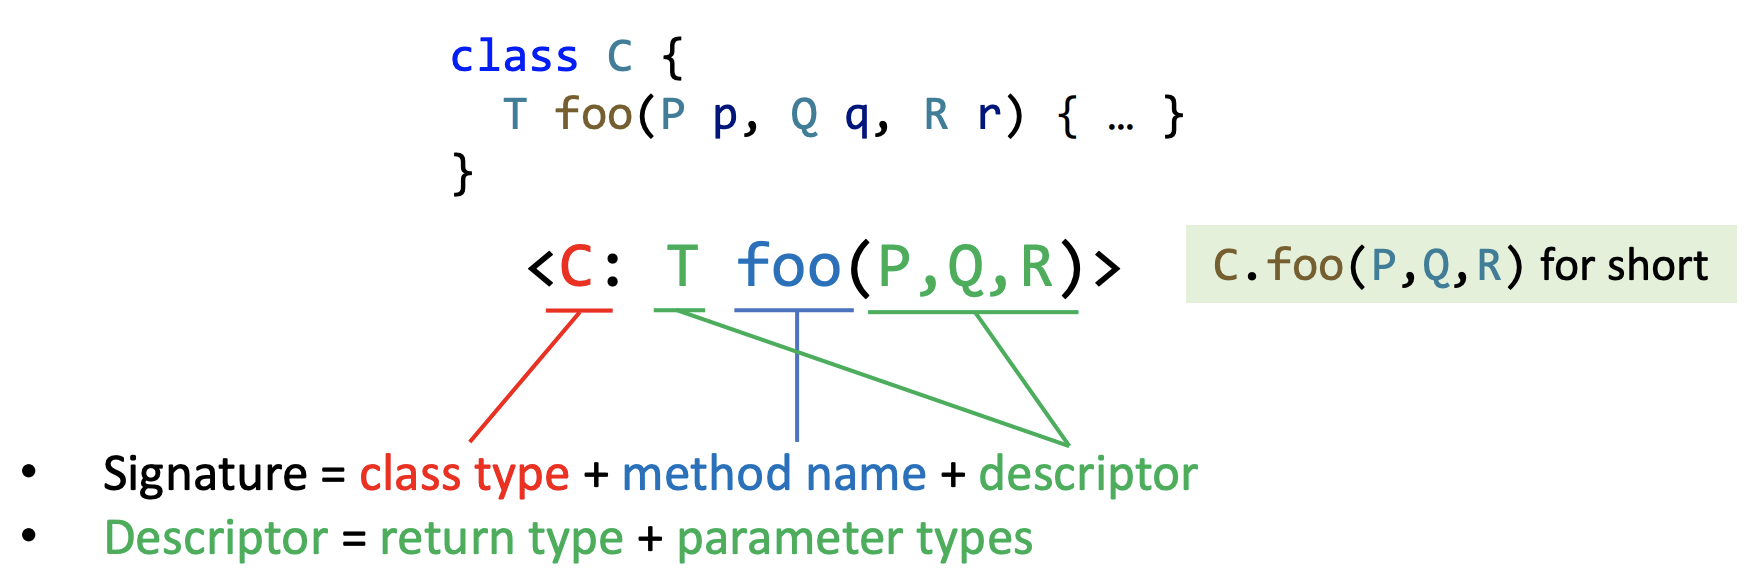 class C {
T foo(P p, Q q, R r) { … }
}
<C: T foo(P,Q,R)>
C.foo(P,Q,R) for short
• Signature = class type + method name + descriptor
• Descriptor = return type + parameter types